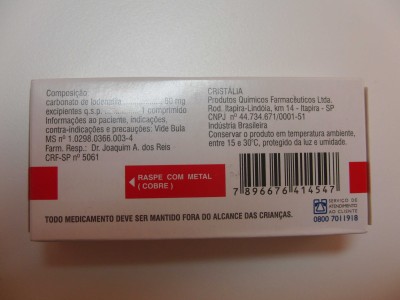 Composição:
carbonato de 80 mg
excipientes q.s.p. 1 comprimido
Informações ao paciente, indicações,
contra-indicações e precauções: Vide Bula
MS nº 1.0298.0366.003-4
Farm. Resp.: Dr. Joaquim A. dos Reis
CRF-SP nº 5061
CRISTÁLIA
Produtos Químicos Farmacêuticos Ltda.
Rod. Itapira-Lindóia, km 14 - Itapira - SP
CNPJ nº 44.734.671/0001-51
Indústria Brasileira
Conservar o produto em temperatura ambiente,
entre 15 e 30°C, protegido da luz e umidade.
RASPE COM METAL
(COBRE)
7 896676 414547
TODO MEDICAMENTO DEVE SER MANTIDO FORA DO ALCANCE DAS CRIANÇAS.
SERVIÇO DE
ATENDIMENTO
AO CLIENTE
0800 7011918